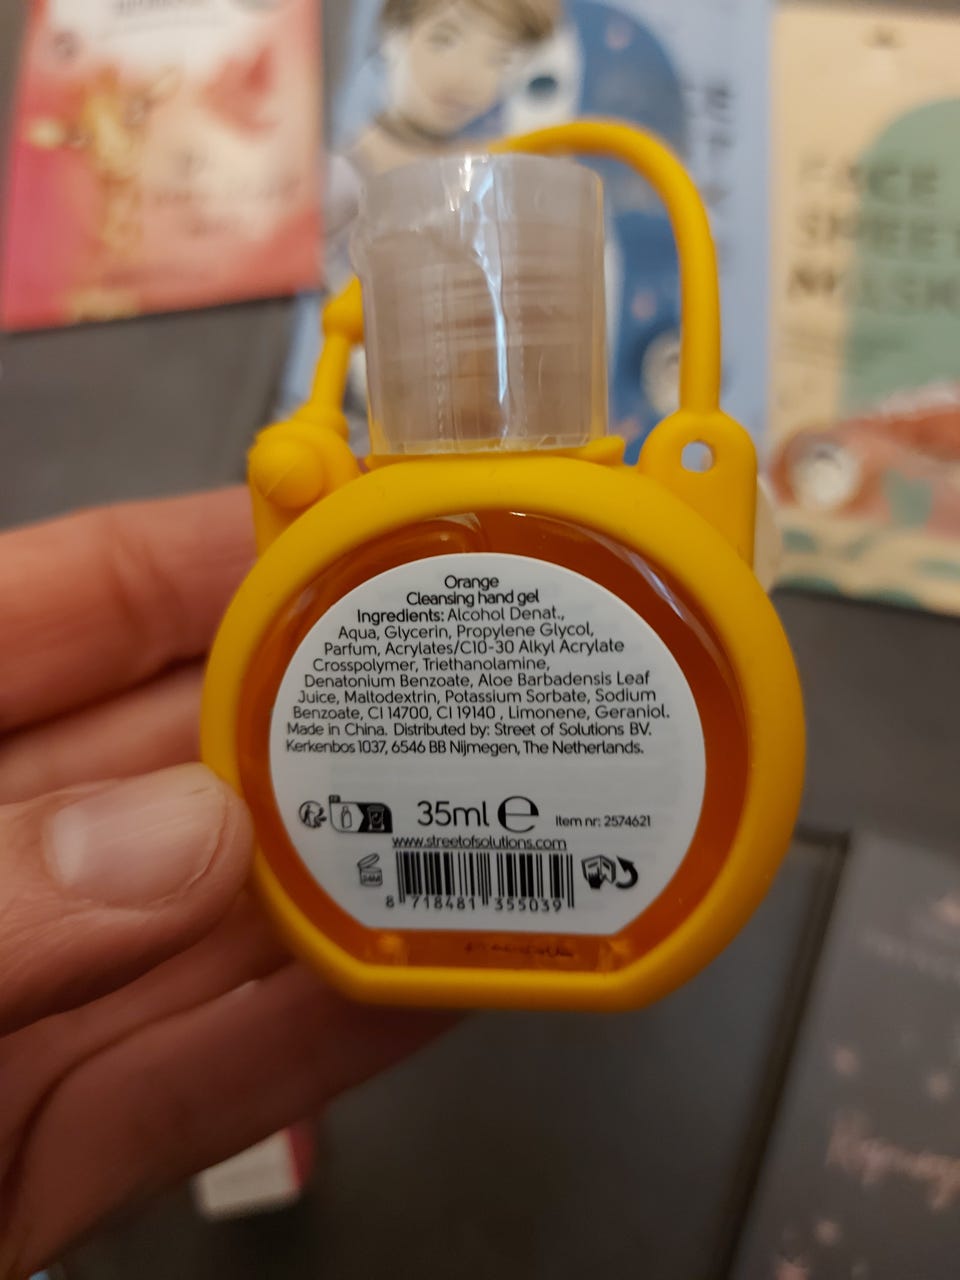 FACE
SHEET
MASK
Orange
Cleansing hand gel
Ingredients: Alcohol Denat.,
Aqua, Glycerin, Propylene Glycol,
Parfum, Acrylates/C10-30 Alkyl Acrylate
Crosspolymer, Triethanolamine,
Denatonium Benzoate, Aloe Barbadensis Leaf
Juice, Maltodextrin, Potassium Sorbate, Sodium
Benzoate, CI 14700, CI 19140 , Limonene, Geraniol.
Made in China. Distributed by: Street of Solutions BV.
Kerkenbos 1037, 6546 BB Nijmegen, The Netherlands.
35ml e Item nr: 2574621
www.streetofsolutions.com
8 718481 355039